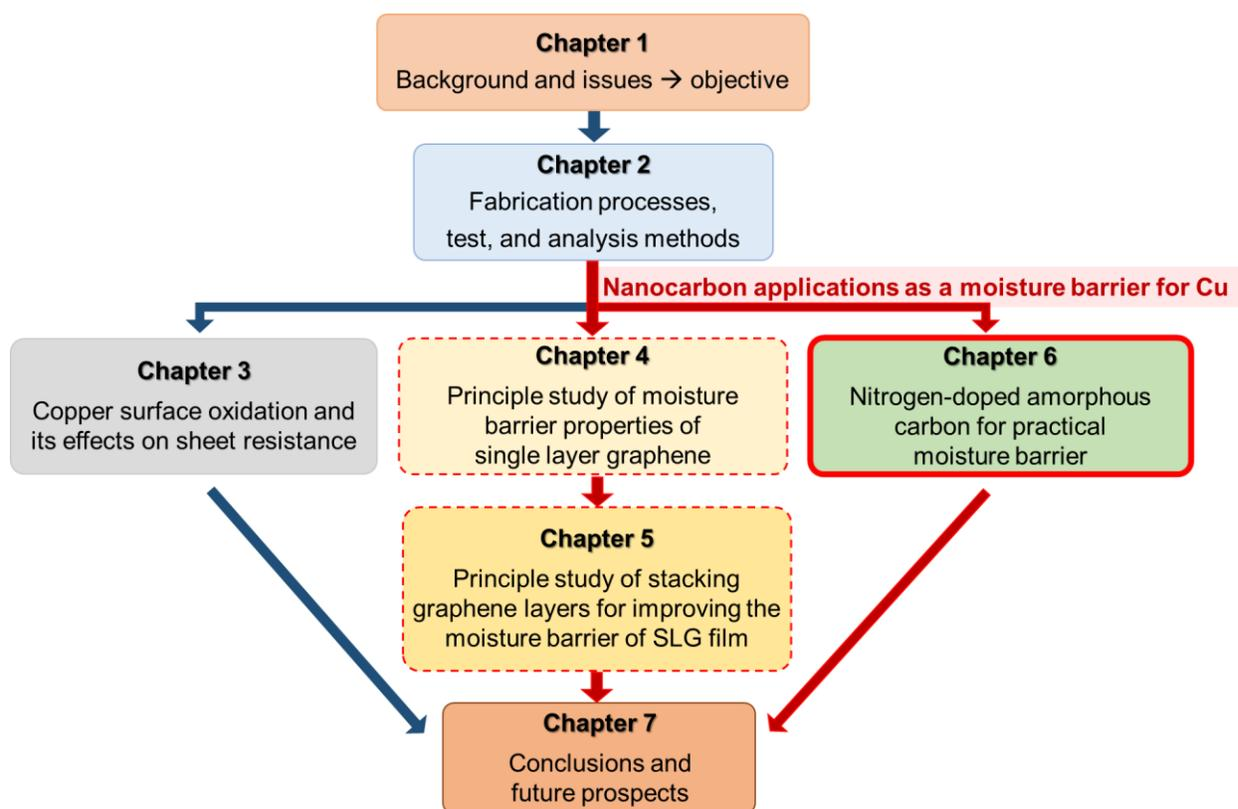 Chapter 1
Background and issues → objective
Chapter 2
Fabrication processes,
test, and analysis methods
Nanocarbon applications as a moisture barrier for Cu
Chapter 3
Copper surface oxidation and
its effects on sheet resistance
Chapter 4
Principle study of moisture
barrier properties of
single layer graphene
Chapter 6
Nitrogen-doped amorphous
carbon for practical
moisture barrier
Chapter 5
Principle study of stacking
graphene layers for improving the
moisture barrier of SLG film
Chapter 7
Conclusions and
future prospects